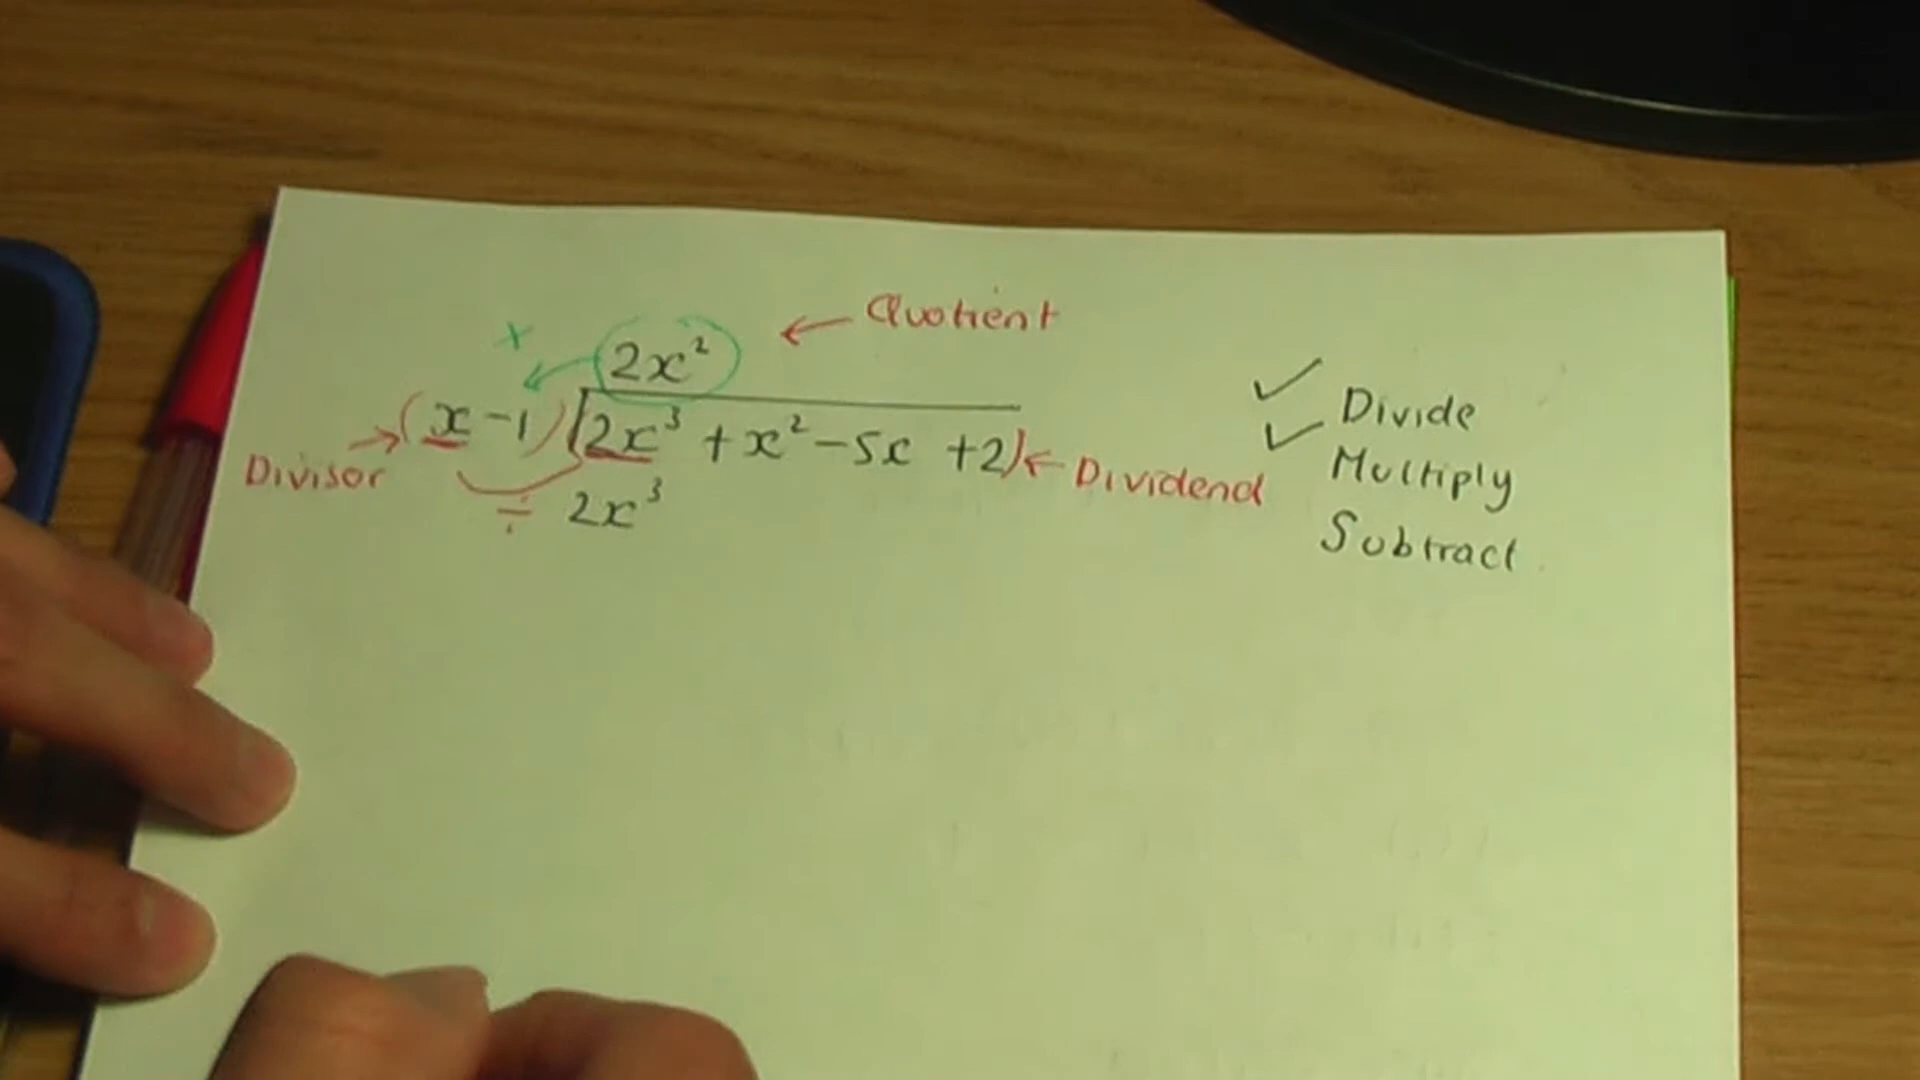 ← Quotient
× 2x²
(x - 1) 2x³ + x² - 5x + 2) ← Dividend
Divisor →
÷ 2x³
✓ Divide
✓ Multiply
Subtract